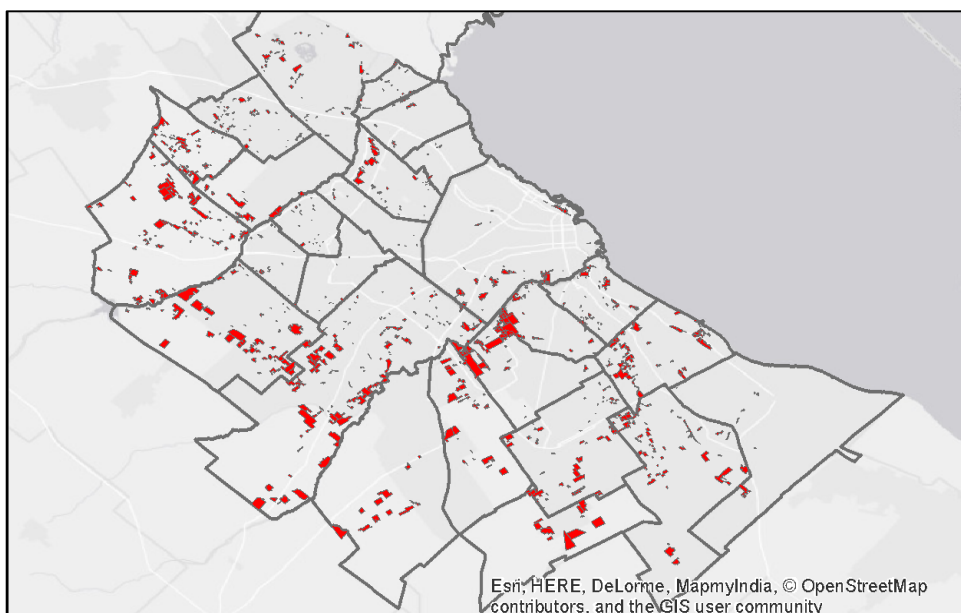 Esri, HERE, DeLorme, MapmyIndia, © OpenStreetMap
contributors, and the GIS user community